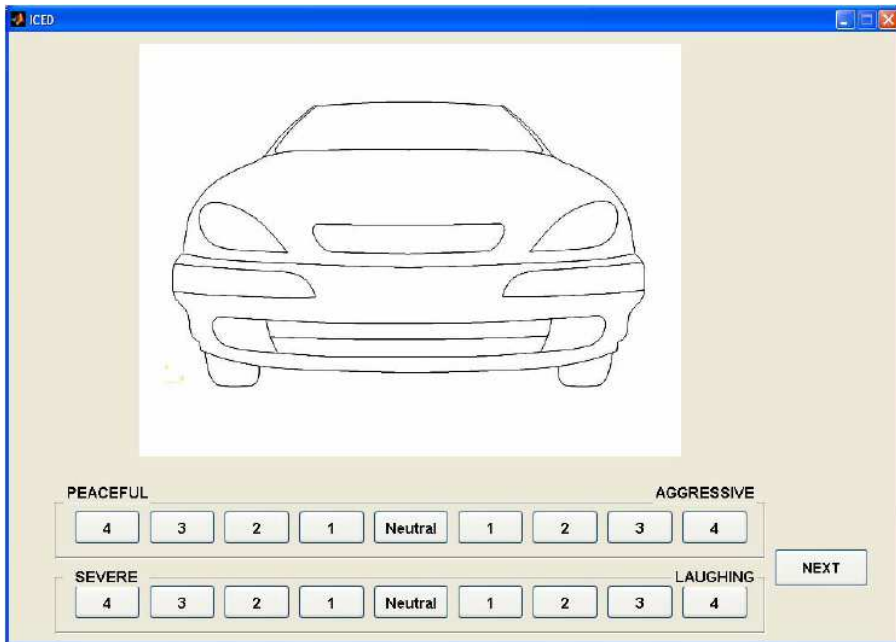 ICED
PEACEFUL AGGRESSIVE
4 3 2 1 Neutral 1 2 3 4
NEXT
SEVERE LAUGHING
4 3 2 1 Neutral 1 2 3 4